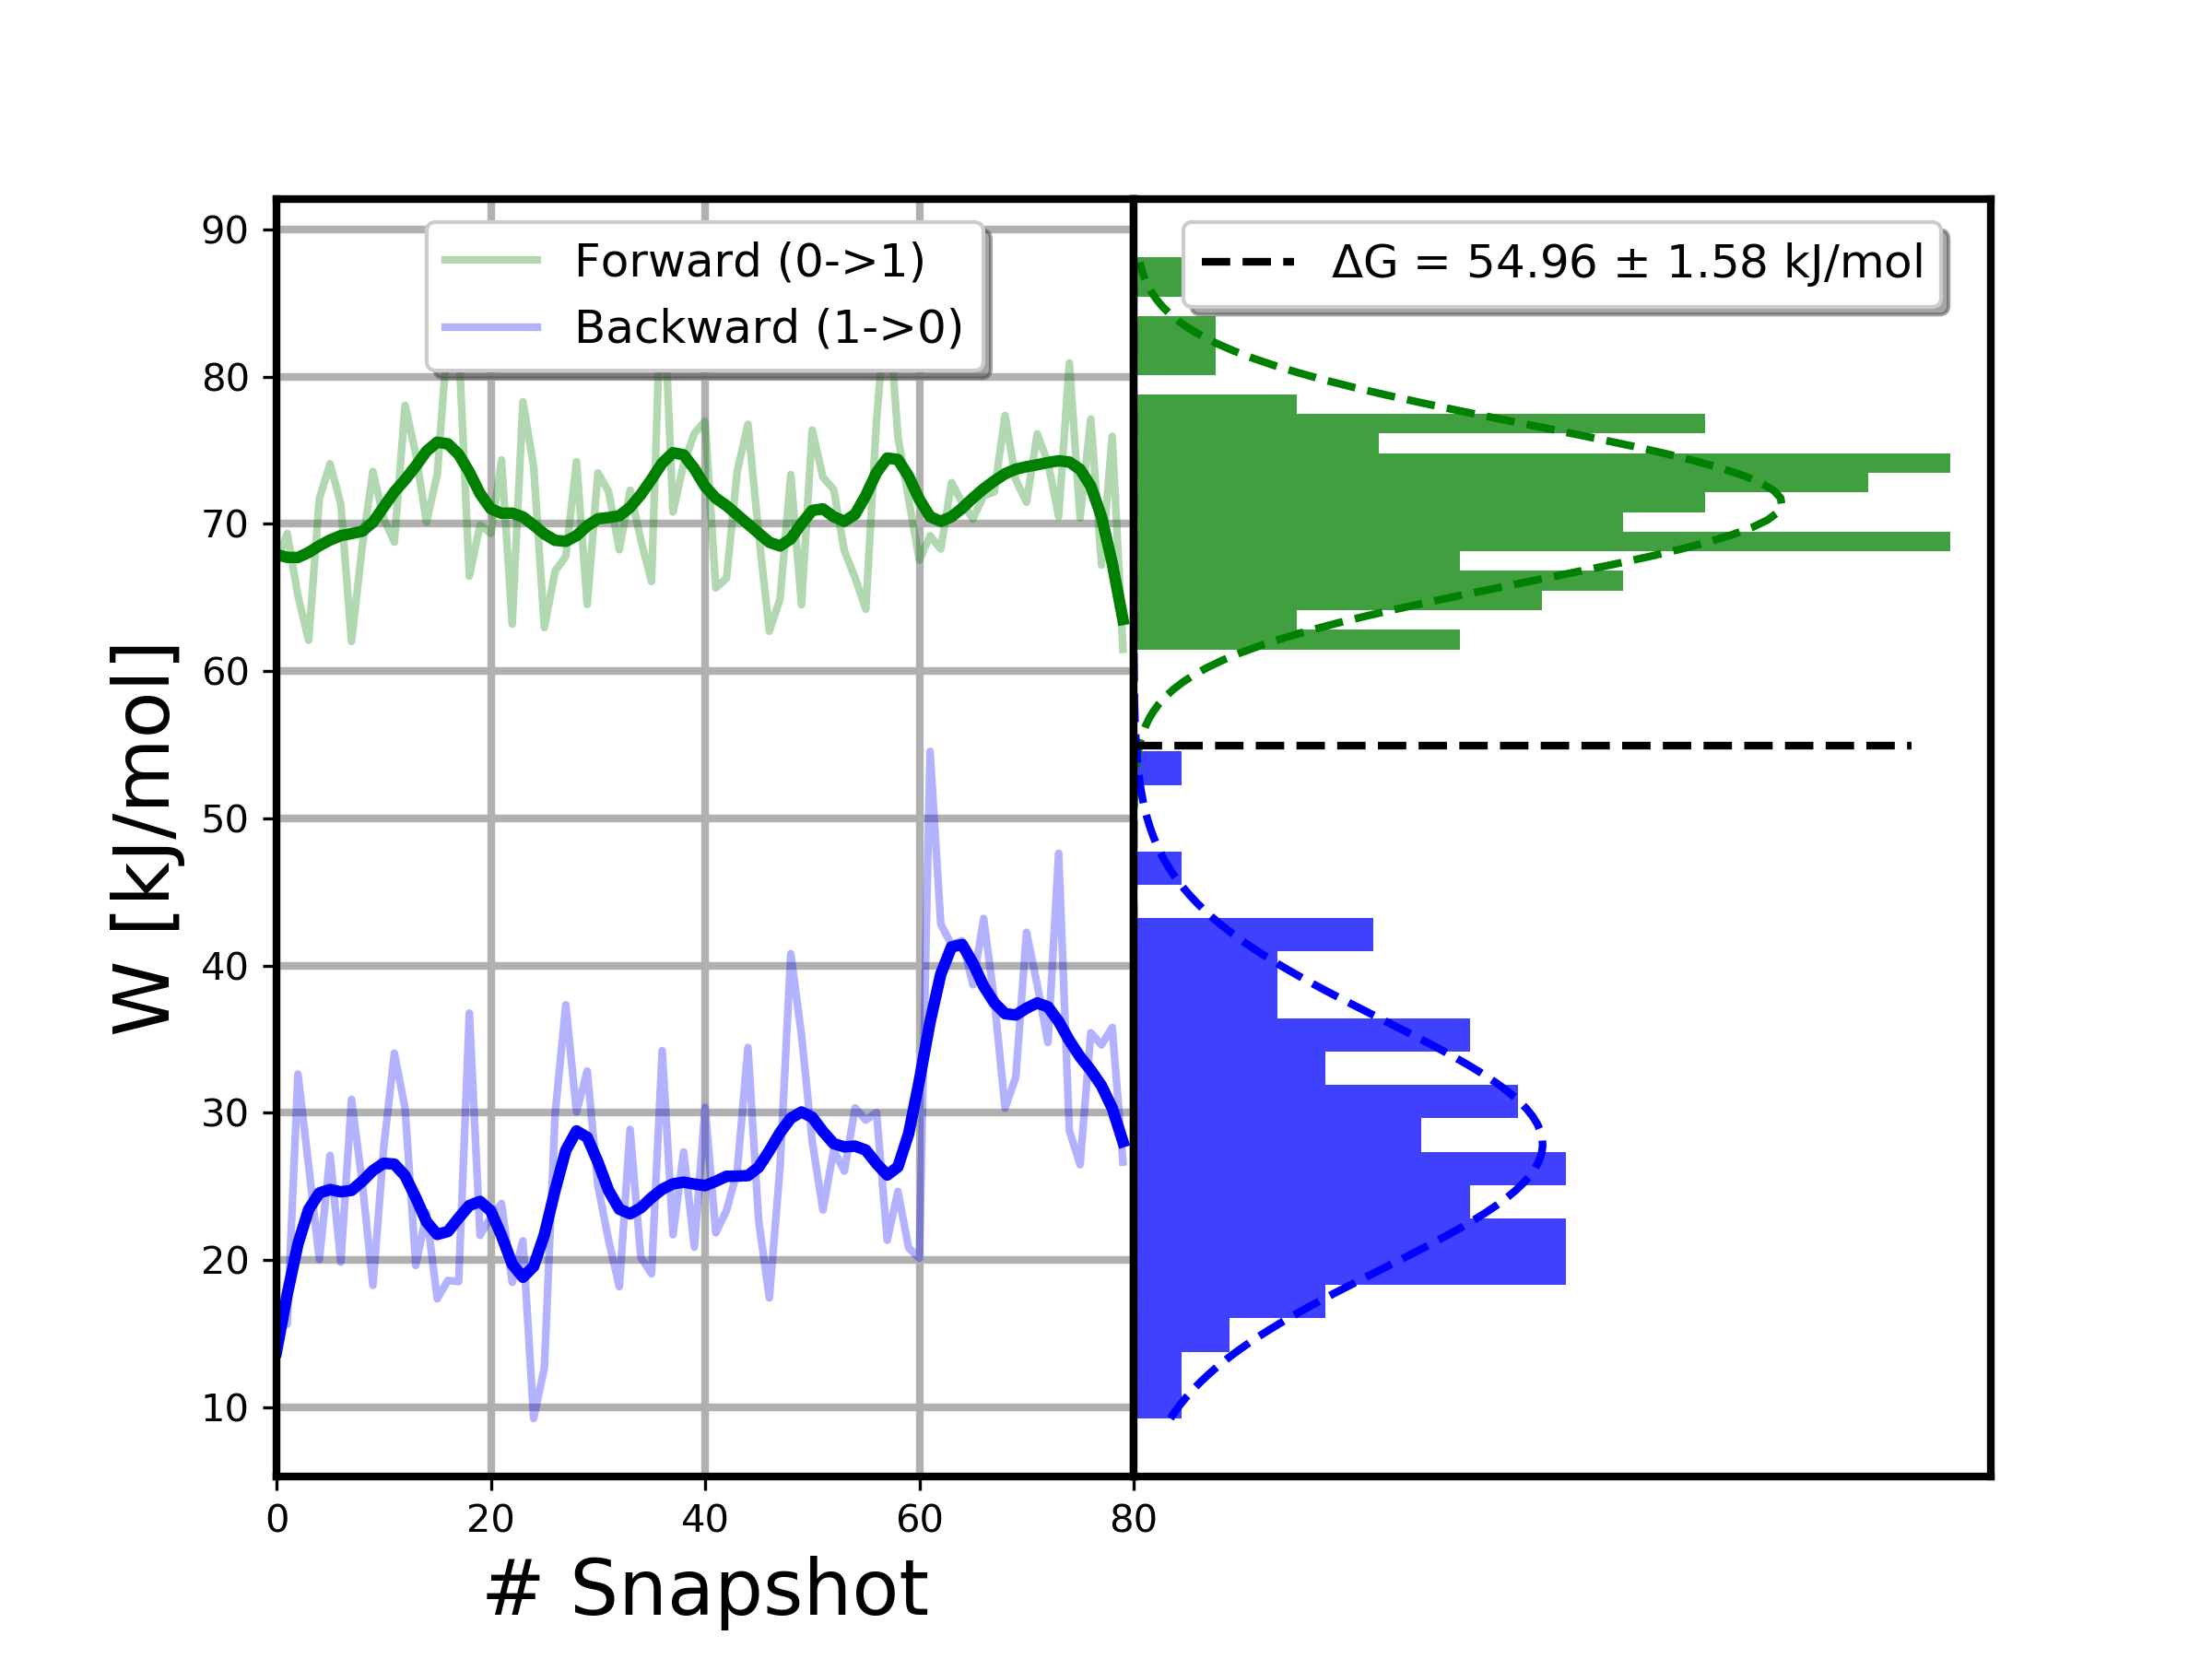 Forward (0->1)
Backward (1->0)
ΔG = 54.96 ± 1.58 kJ/mol
W [kJ/mol]
90
80
70
60
50
40
30
20
10
0 20 40 60 80
# Snapshot